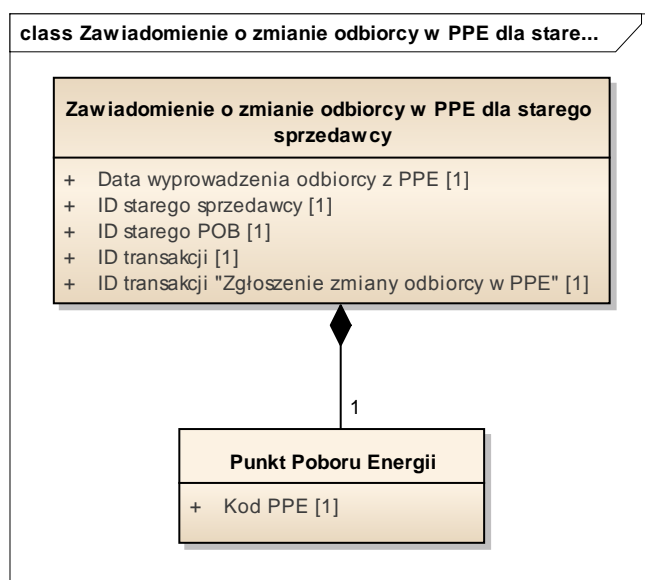 class Zawiadomienie o zmianie odbiorcy w PPE dla stare...
Zawiadomienie o zmianie odbiorcy w PPE dla starego
sprzedawcy
+ Data wyprowadzenia odbiorcy z PPE [1]
+ ID starego sprzedawcy [1]
+ ID starego POB [1]
+ ID transakcji [1]
+ ID transakcji "Zgłoszenie zmiany odbiorcy w PPE" [1]
1
Punkt Poboru Energii
+ Kod PPE [1]